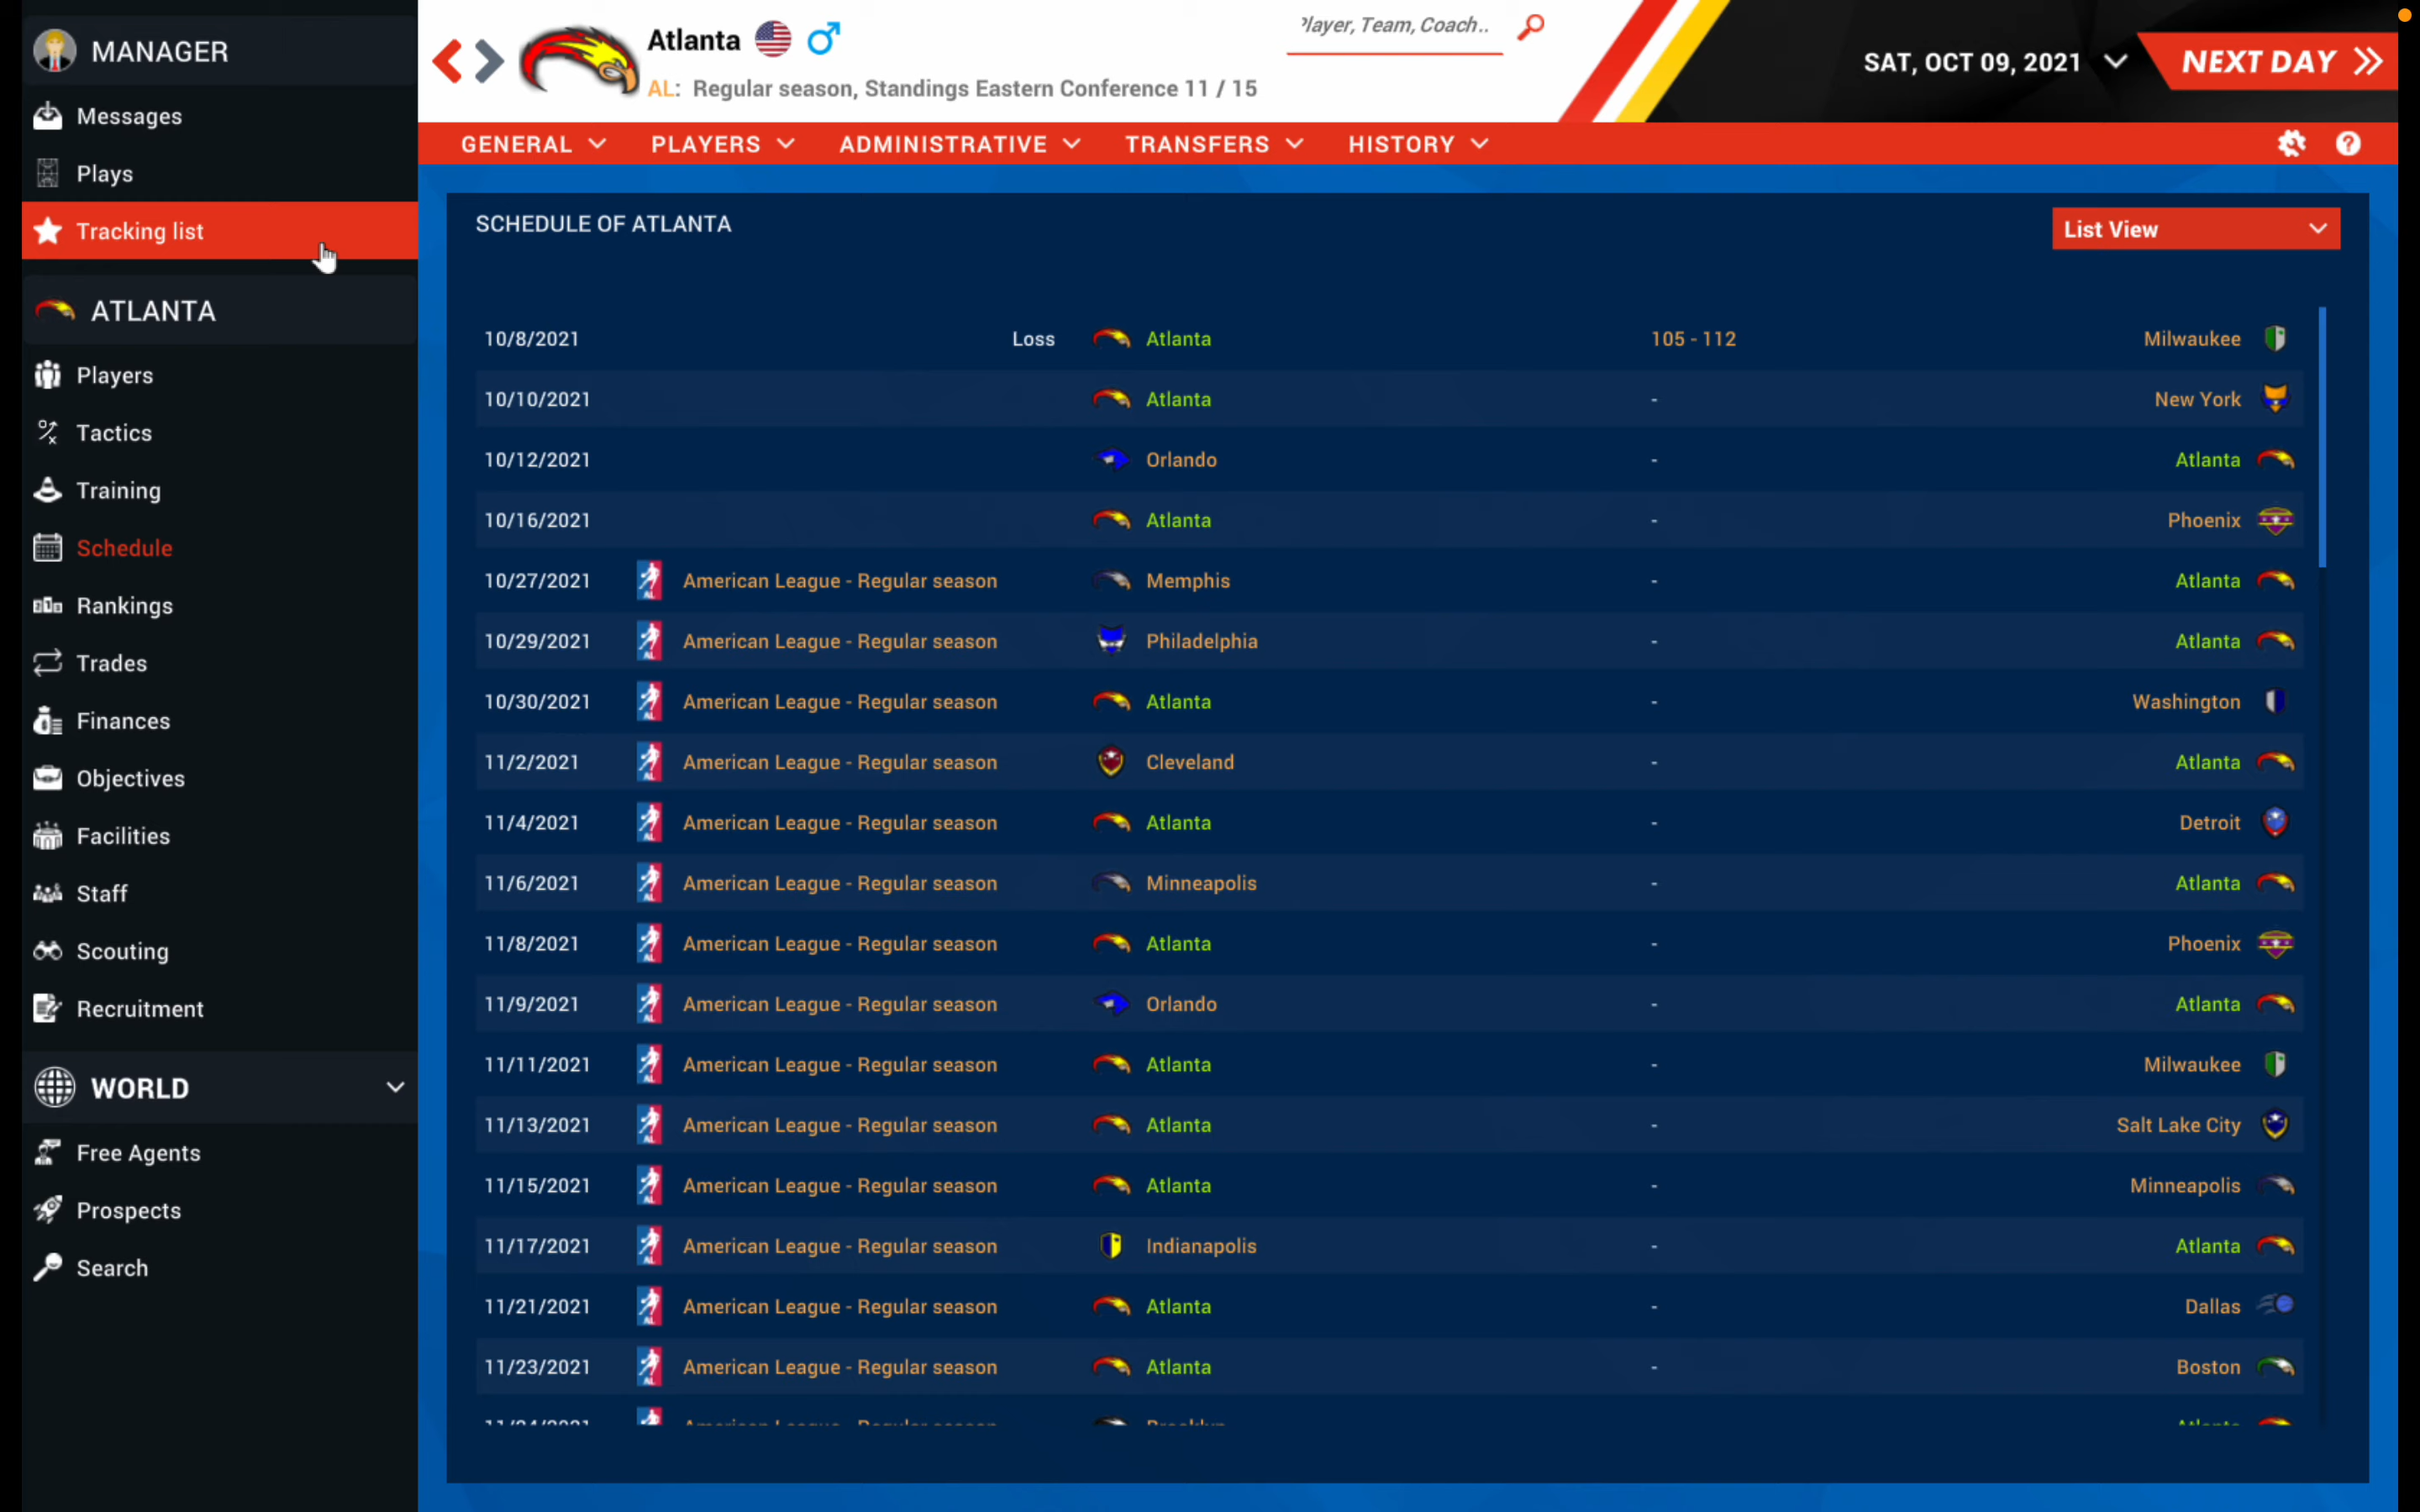 MANAGER
Messages
Plays
Tracking list
ATLANTA
Players
Tactics
Training
Schedule
Rankings
Trades
Finances
Objectives
Facilities
Staff
Scouting
Recruitment
WORLD
Free Agents
Prospects
Search
Atlanta
AL: Regular season, Standings Eastern Conference 11 / 15
Player, Team, Coach..
SAT, OCT 09, 2021
NEXT DAY
GENERAL PLAYERS ADMINISTRATIVE TRANSFERS HISTORY
SCHEDULE OF ATLANTA
List View
10/8/2021 Loss Atlanta 105 - 112 Milwaukee
10/10/2021 Atlanta - New York
10/12/2021 Orlando - Atlanta
10/16/2021 Atlanta - Phoenix
10/27/2021 American League - Regular season Memphis - Atlanta
10/29/2021 American League - Regular season Philadelphia - Atlanta
10/30/2021 American League - Regular season Atlanta - Washington
11/2/2021 American League - Regular season Cleveland - Atlanta
11/4/2021 American League - Regular season Atlanta - Detroit
11/6/2021 American League - Regular season Minneapolis - Atlanta
11/8/2021 American League - Regular season Atlanta - Phoenix
11/9/2021 American League - Regular season Orlando - Atlanta
11/11/2021 American League - Regular season Atlanta - Milwaukee
11/13/2021 American League - Regular season Atlanta - Salt Lake City
11/15/2021 American League - Regular season Atlanta - Minneapolis
11/17/2021 American League - Regular season Indianapolis - Atlanta
11/21/2021 American League - Regular season Atlanta - Dallas
11/23/2021 American League - Regular season Atlanta - Boston